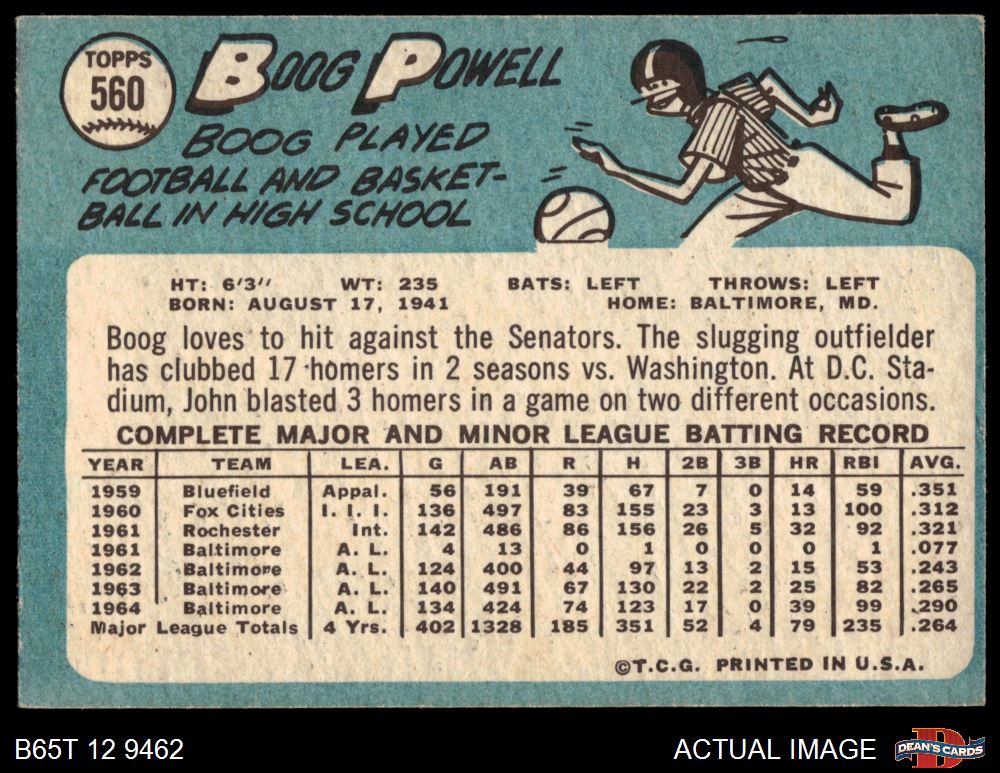 TOPPS
560
BOOG POWELL
BOOG PLAYED
FOOTBALL AND BASKET-
BALL IN HIGH SCHOOL
HT: 6'3" WT: 235 BATS: LEFT THROWS: LEFT
BORN: AUGUST 17, 1941 HOME: BALTIMORE, MD.
Boog loves to hit against the Senators. The slugging outfielder
has clubbed 17 homers in 2 seasons vs. Washington. At D.C. Sta-
dium, John blasted 3 homers in a game on two different occasions.
COMPLETE MAJOR AND MINOR LEAGUE BATTING RECORD
YEAR TEAM LEA. G AB R H 2B 3B HR RBI AVG.
1959 Bluefield Appal. 56 191 39 67 7 0 14 59 .351
1960 Fox Cities I. I. I. 136 497 83 155 23 3 13 100 .312
1961 Rochester Int. 142 486 86 156 26 5 32 92 .321
1961 Baltimore A. L. 4 13 0 1 0 0 0 1 .077
1962 Baltimore A. L. 124 400 44 97 13 2 15 53 .243
1963 Baltimore A. L. 140 491 67 130 22 2 25 82 .265
1964 Baltimore A. L. 134 424 74 123 17 0 39 99 .290
Major League Totals 4 Yrs. 402 1328 185 351 52 4 79 235 .264
©T.C.G. PRINTED IN U.S.A.
B65T 12 9462
ACTUAL IMAGE
D
DEAN'S CARDS